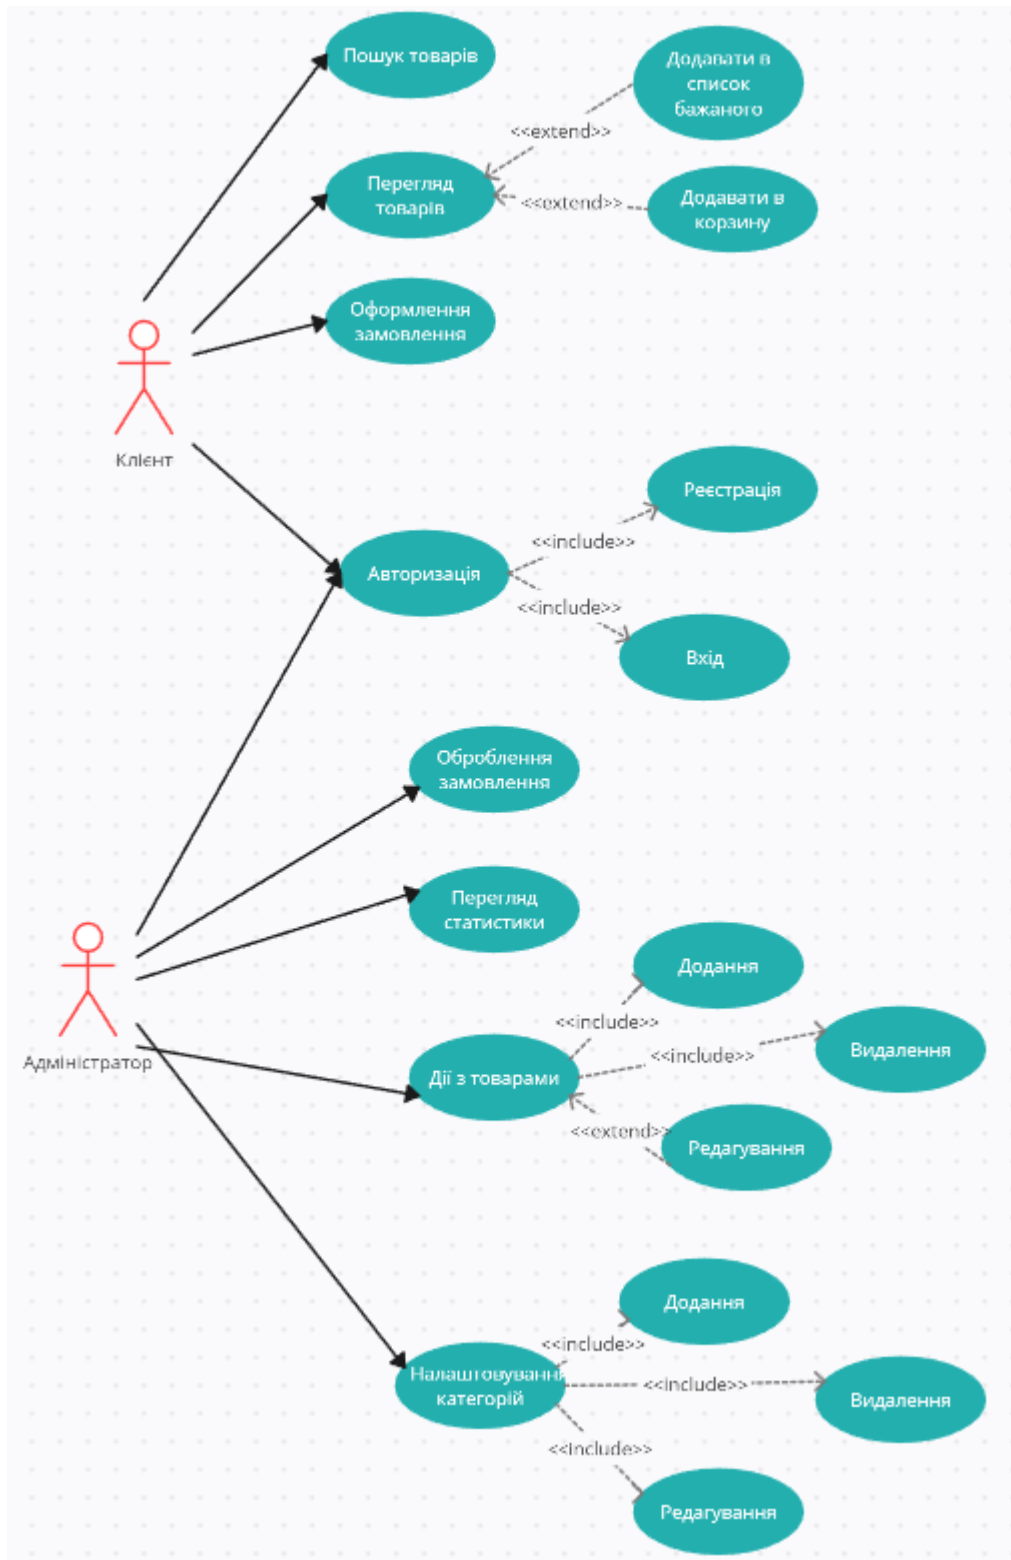 Пошук товарів
Додавати в
список
бажаного
<<extend>>
Перегляд
товарів
<<extend>>
Додавати в
корзину
Оформлення
замовлення
Клієнт
Реєстрація
<<include>>
Авторизація
<<include>>
Вхід
Оброблення
замовлення
Перегляд
статистики
Адміністратор
Додання
<<include>>
<<include>>
Видалення
Дії з товарами
<<extend>>
Редагування
Додання
<<include>>
Налаштовування
категорій
<<include>>
Видалення
<<include>>
Редагування